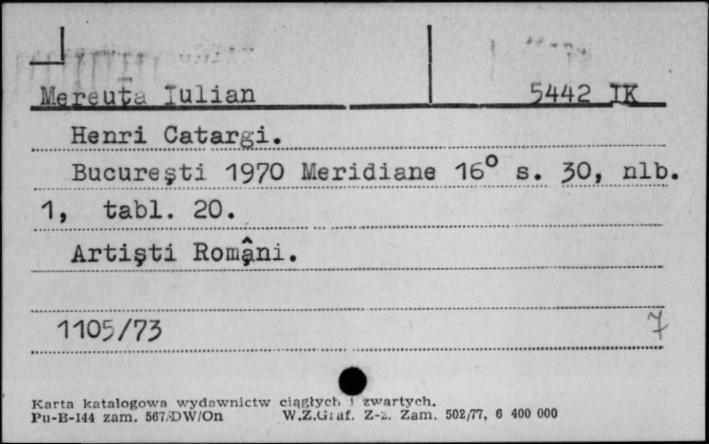 Mereuţa Iulian 5442 IK
Henri Catargi.
Bucureşti 1970 Meridiane 16° s. 30, nlb.
1, tabl. 20.
Artişti Români.
1105/73 7
Karta katalogowa wydawnictw ciągłych i zwartych.
Pu-B-144 zam. 567/DW/On W.Z.Graf. Z-z. Zam. 502/77, 6 400 000